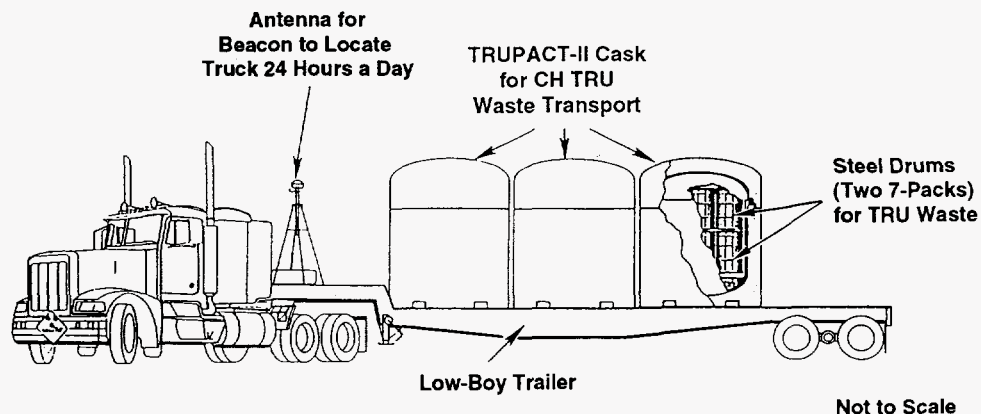 Antenna for
Beacon to Locate
Truck 24 Hours a Day
TRUPACT-II Cask
for CH TRU
Waste Transport
Steel Drums
(Two 7-Packs)
for TRU Waste
Low-Boy Trailer
Not to Scale